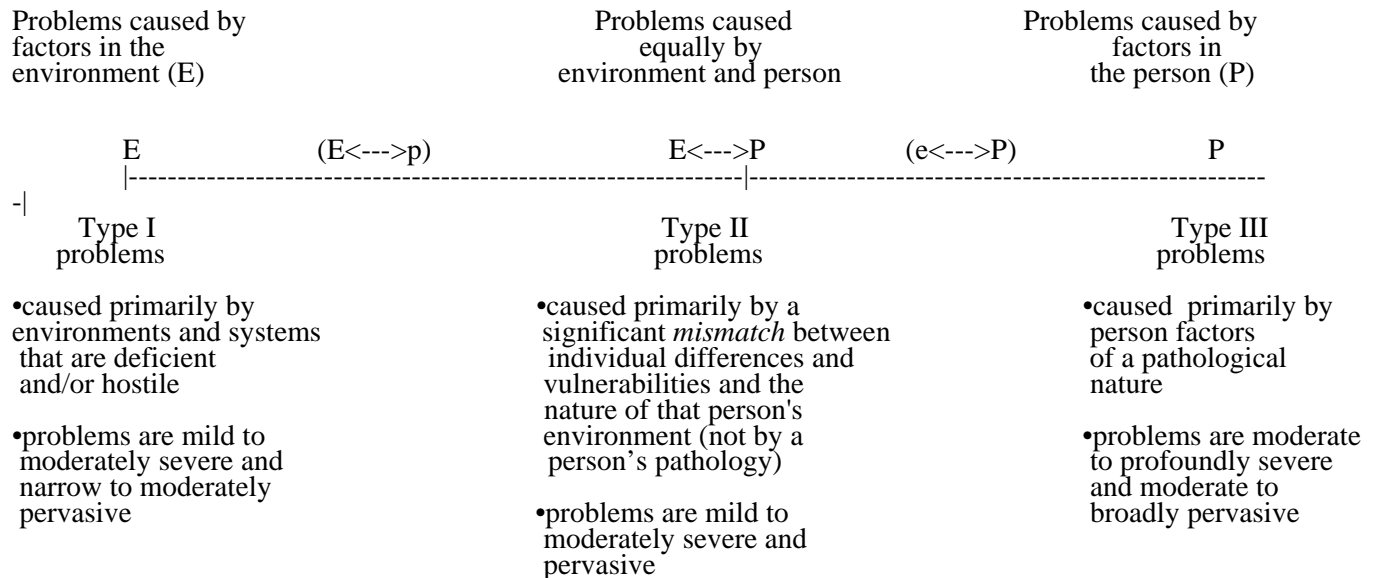 Problems caused by
factors in the
environment (E)
Problems caused
equally by
environment and person
Problems caused by
factors in
the person (P)
E (E<--->p) E<--->P (e<--->P) P
|---------------------------------------------------------------|-----------------------------------------------------
-|
Type I
problems
Type II
problems
Type III
problems
•caused primarily by
environments and systems
that are deficient
and/or hostile
•problems are mild to
moderately severe and
narrow to moderately
pervasive
•caused primarily by a
significant mismatch between
individual differences and
vulnerabilities and the
nature of that person's
environment (not by a
person’s pathology)
•problems are mild to
moderately severe and
pervasive
•caused primarily by
person factors
of a pathological
nature
•problems are moderate
to profoundly severe
and moderate to
broadly pervasive